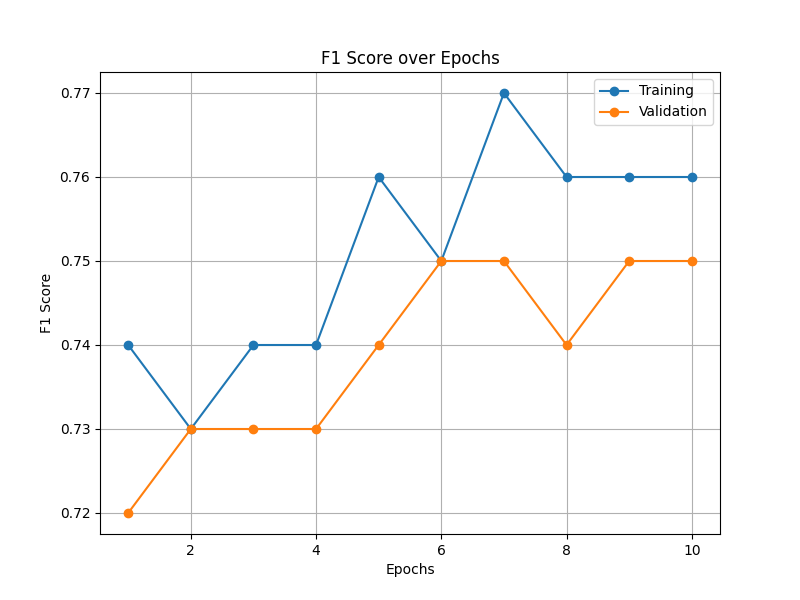 F1 Score over Epochs
Training
Validation
F1 Score
0.77
0.76
0.75
0.74
0.73
0.72
2 4 6 8 10
Epochs